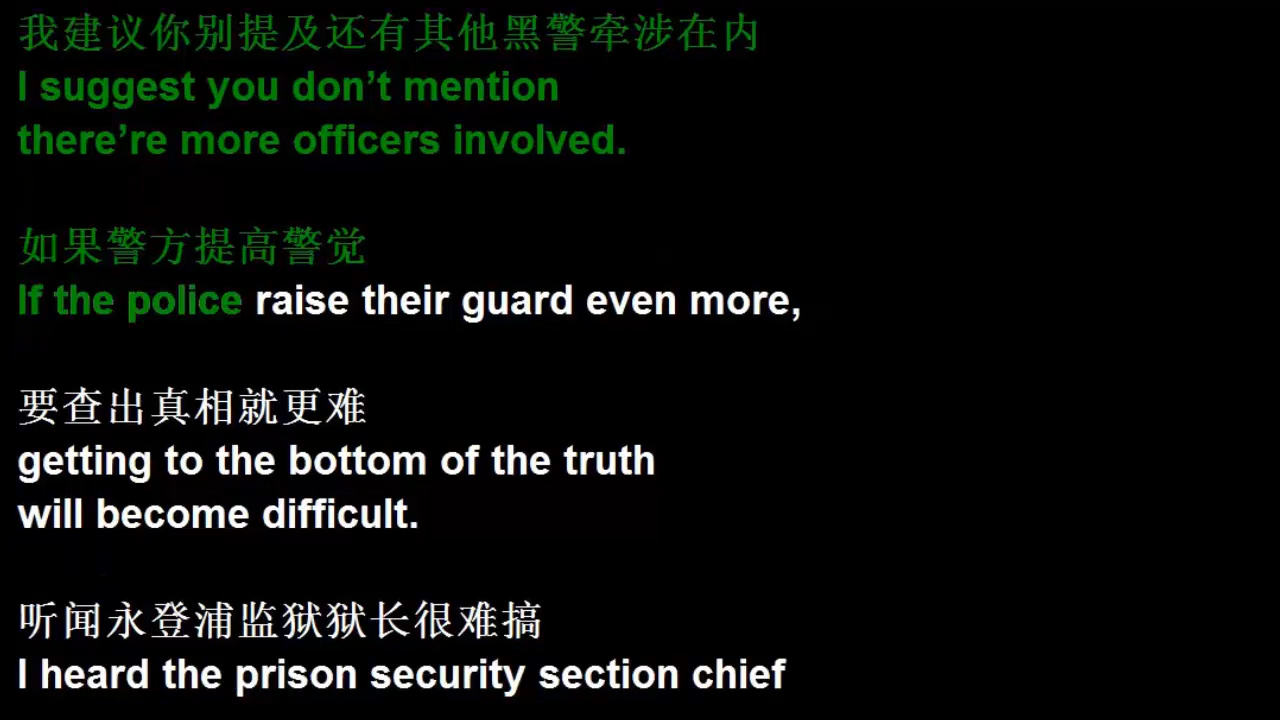 我建议你别提及还有其他黑警牵涉在内
I suggest you don’t mention
there’re more officers involved.
如果警方提高警觉
If the police raise their guard even more,
要查出真相就更难
getting to the bottom of the truth
will become difficult.
听闻永登浦监狱狱长很难搞
I heard the prison security section chief